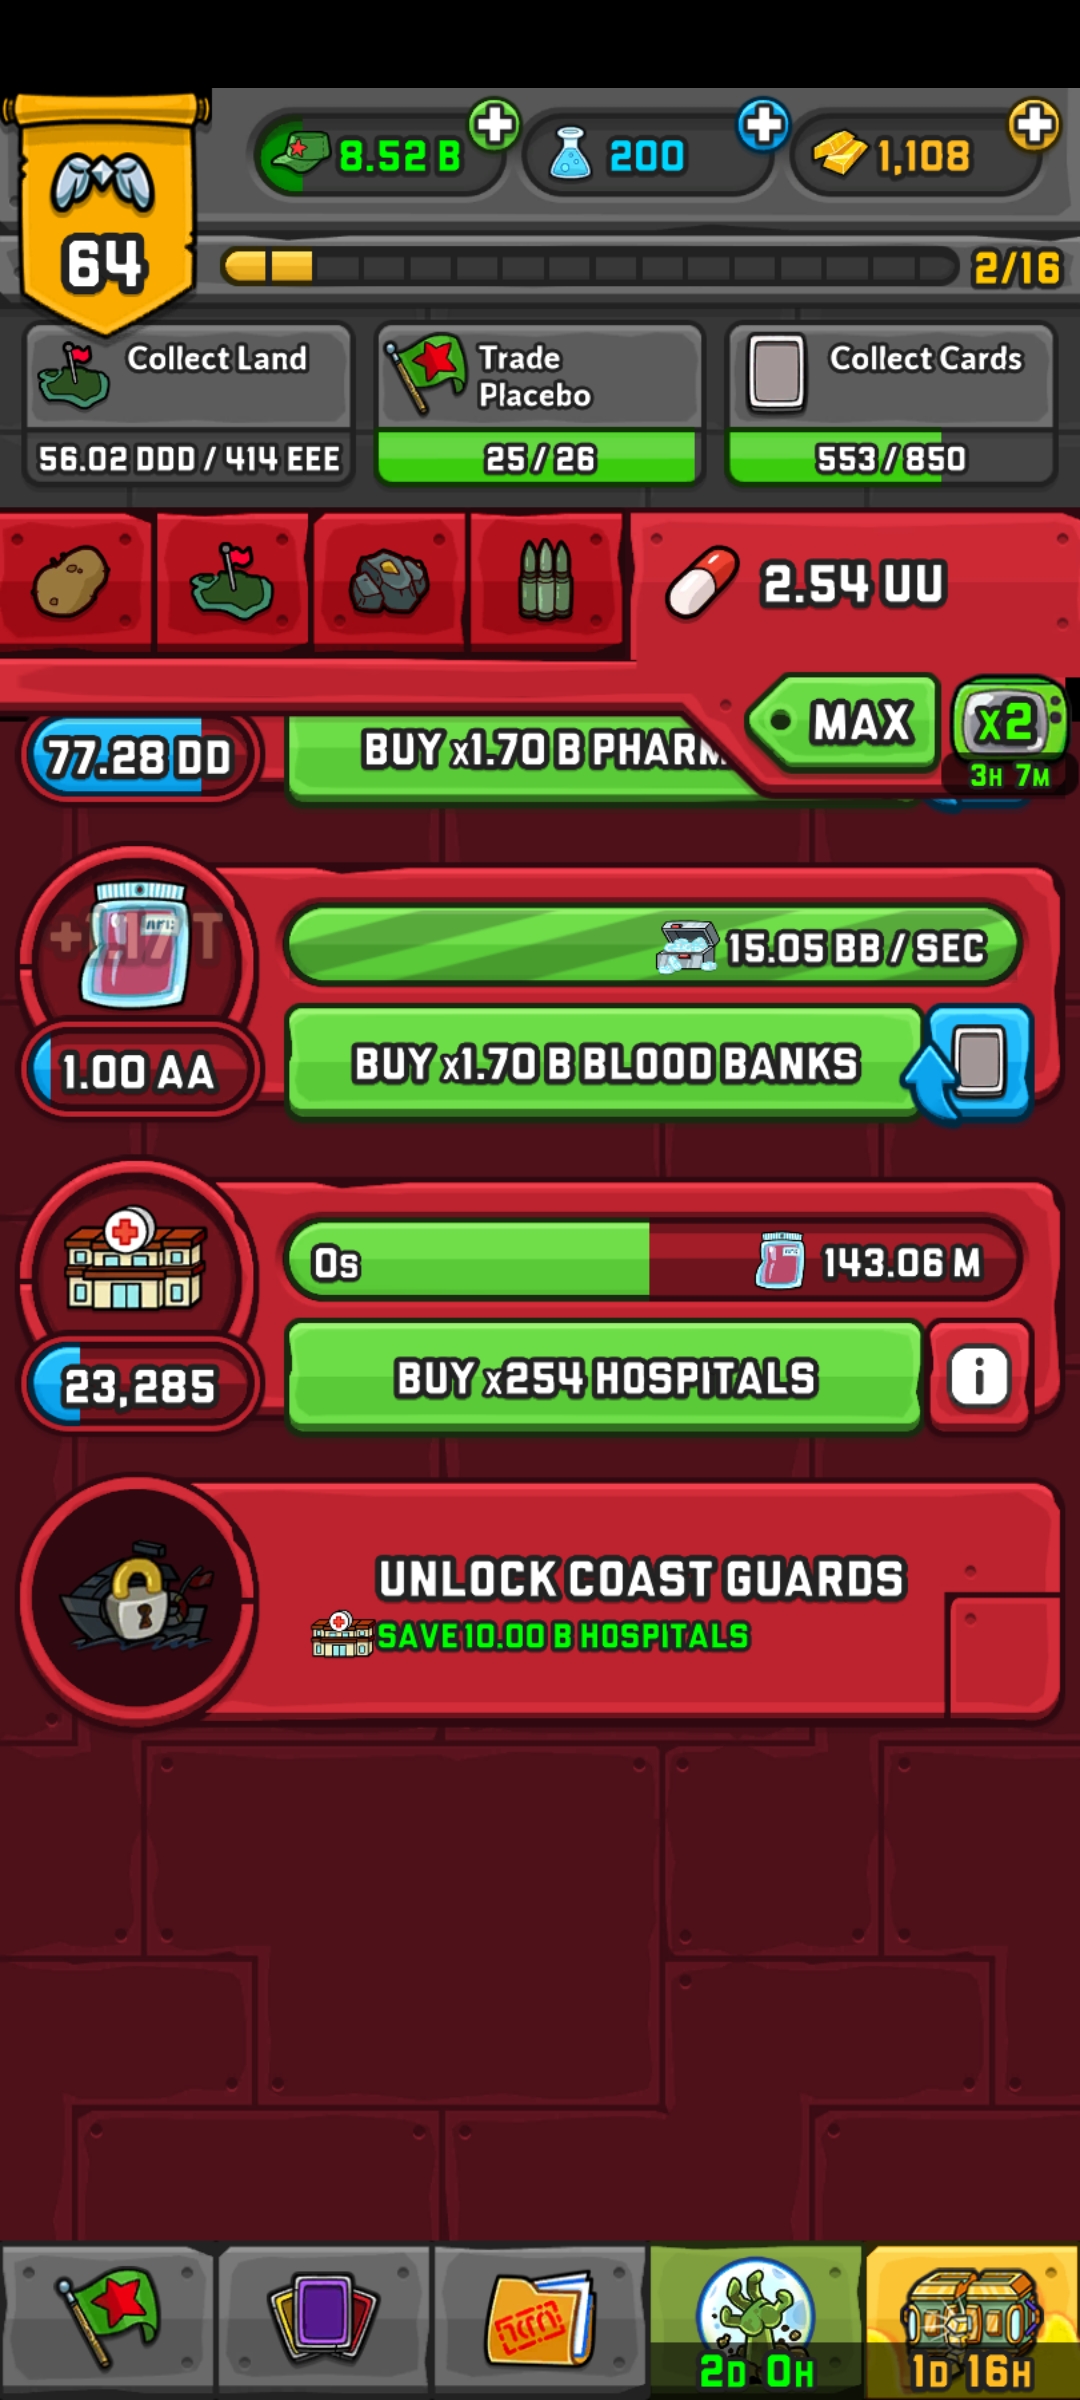 8.52 B
200
1,108
64
2/16
Collect Land
56.02 DDD / 414 EEE
Trade
Placebo
25 / 26
Collect Cards
553 / 850
2.54 UU
MAX
x2
3H 7M
77.28 DD
BUY x1.70 B PHARM
15.05 BB / SEC
1.00 AA
BUY x1.70 B BLOOD BANKS
0s
143.06 M
23,285
BUY x254 HOSPITALS
i
UNLOCK COAST GUARDS
SAVE 10.00 B HOSPITALS
2D 0H
1D 16H